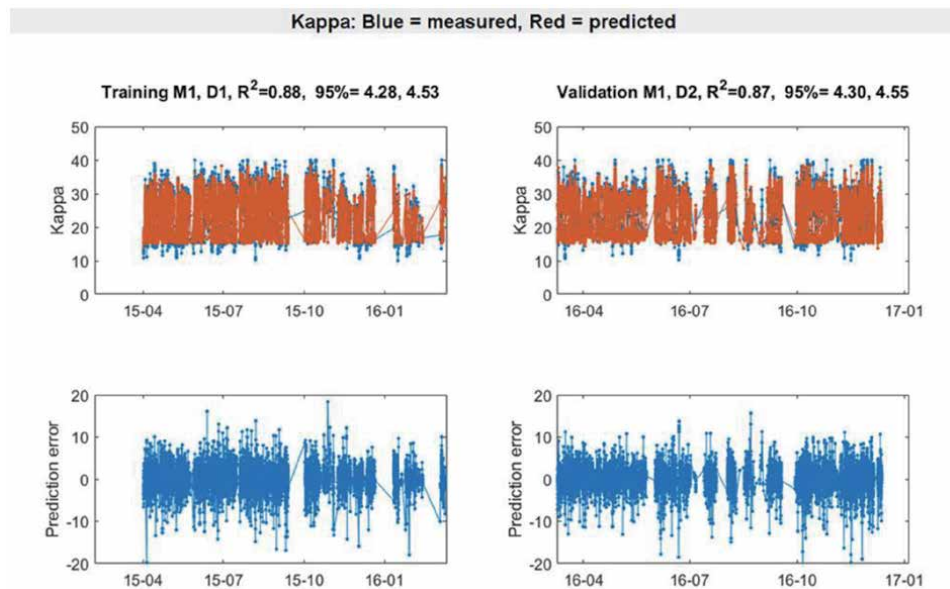 Kappa: Blue = measured, Red = predicted
Training M1, D1, R²=0.88, 95%= 4.28, 4.53
Kappa
50
40
30
20
10
0
15-04 15-07 15-10 16-01
Validation M1, D2, R²=0.87, 95%= 4.30, 4.55
Kappa
50
40
30
20
10
0
16-04 16-07 16-10 17-01
Prediction error
20
10
0
-10
-20
15-04 15-07 15-10 16-01
Prediction error
20
10
0
-10
-20
16-04 16-07 16-10 17-01